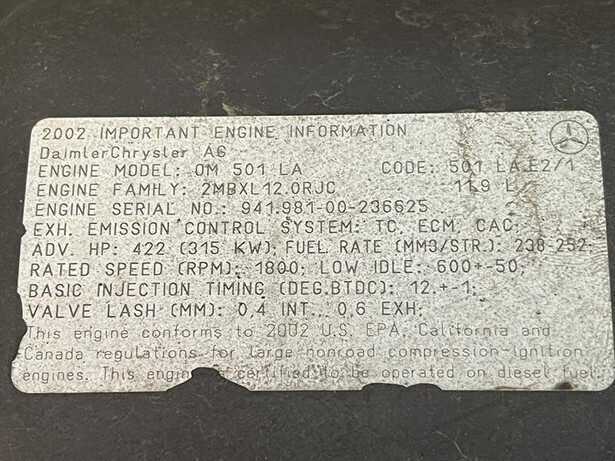 2002 IMPORTANT ENGINE INFORMATION
DaimlerChrysler AG
ENGINE MODEL: OM 501 LA CODE: 501 LA.E2/1
ENGINE FAMILY: 2MBXL12.0RJC 11.9 L
ENGINE SERIAL NO.: 941.981-00-236625
EXH. EMISSION CONTROL SYSTEM: TC, ECM, CAC;
ADV. HP: 422 (315 KW); FUEL RATE (MM3/STR.): 238-252;
RATED SPEED (RPM): 1800; LOW IDLE: 600+-50;
BASIC INJECTION TIMING (DEG.BTDC): 12.+-1;
VALVE LASH (MM): 0,4 INT., 0,6 EXH;
This engine conforms to 2002 U.S. EPA, California and
Canada regulations for large nonroad compression-ignition
engines. This engine is certified to be operated on diesel fuel.